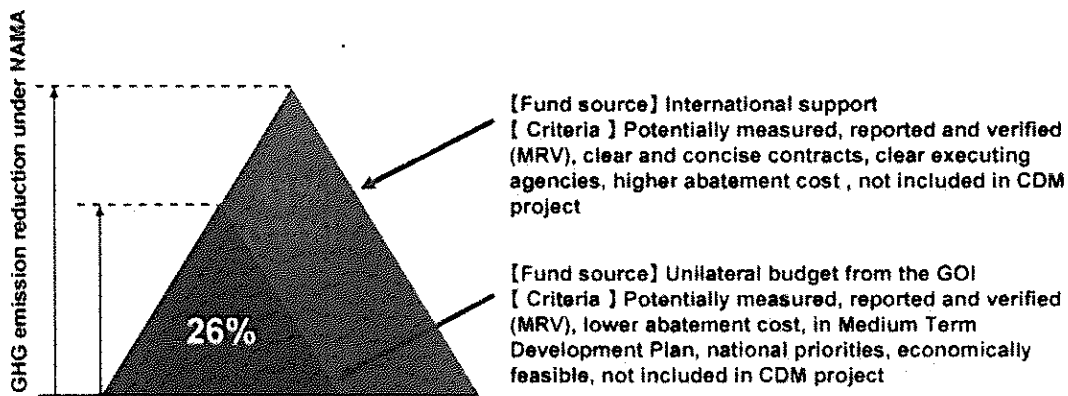 GHG emission reduction under NAMA
【Fund source】 International support
【 Criteria 】 Potentially measured, reported and verified
(MRV), clear and concise contracts, clear executing
agencies, higher abatement cost , not included in CDM
project
26%
【Fund source】 Unilateral budget from the GOI
【 Criteria 】 Potentially measured, reported and verified
(MRV), lower abatement cost, in Medium Term
Development Plan, national priorities, economically
feasible, not included in CDM project